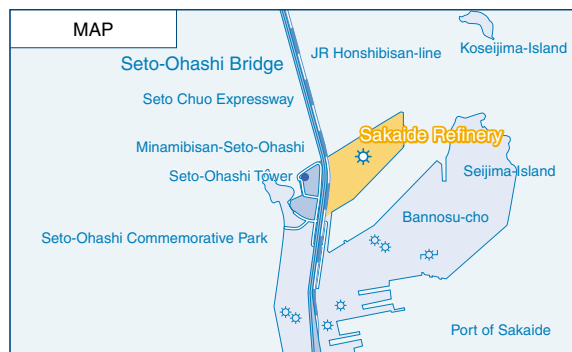 MAP
Koseijima-Island
JR Honshibisan-line
Seto-Ohashi Bridge
Seto Chuo Expressway
Sakaide Refinery
Minamibisan-Seto-Ohashi
Seijima-Island
Seto-Ohashi Tower
Bannosu-cho
Seto-Ohashi Commemorative Park
Port of Sakaide